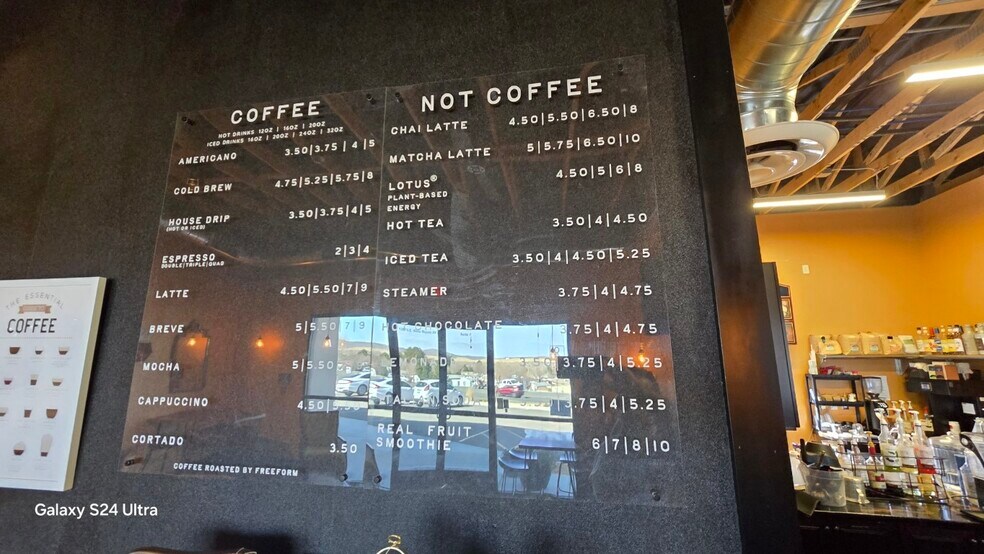 COFFEE
HOT DRINKS 12OZ | 16OZ | 20OZ
ICED DRINKS 16OZ | 20OZ | 24OZ | 32OZ
AMERICANO 3.50|3.75 | 4 |5
COLD BREW 4.75|5.25|5.75|8
HOUSE DRIP 3.50|3.75|4|5
(HOT OR ICED)
ESPRESSO 2|3|4
DOUBLE|TRIPLE|QUAD
LATTE 4.50|5.50|7|9
BREVE 5|5.50|7|9
MOCHA 5|5.50
CAPPUCCINO 4.50|5.50
CORTADO 3.50
COFFEE ROASTED BY FREEFORM
NOT COFFEE
CHAI LATTE 4.50|5.50|6.50|8
MATCHA LATTE 5|5.75|6.50|10
LOTUS® 4.50|5|6|8
PLANT-BASED
ENERGY
HOT TEA 3.50|4|4.50
ICED TEA 3.50|4|4.50|5.25
STEAMER 3.75|4|4.75
HOT CHOCOLATE 3.75|4|4.75
3.75|4|5.25
3.75|4|5.25
REAL FRUIT
SMOOTHIE 6|7|8|10
THE ESSENTIAL
COFFEE
Galaxy S24 Ultra